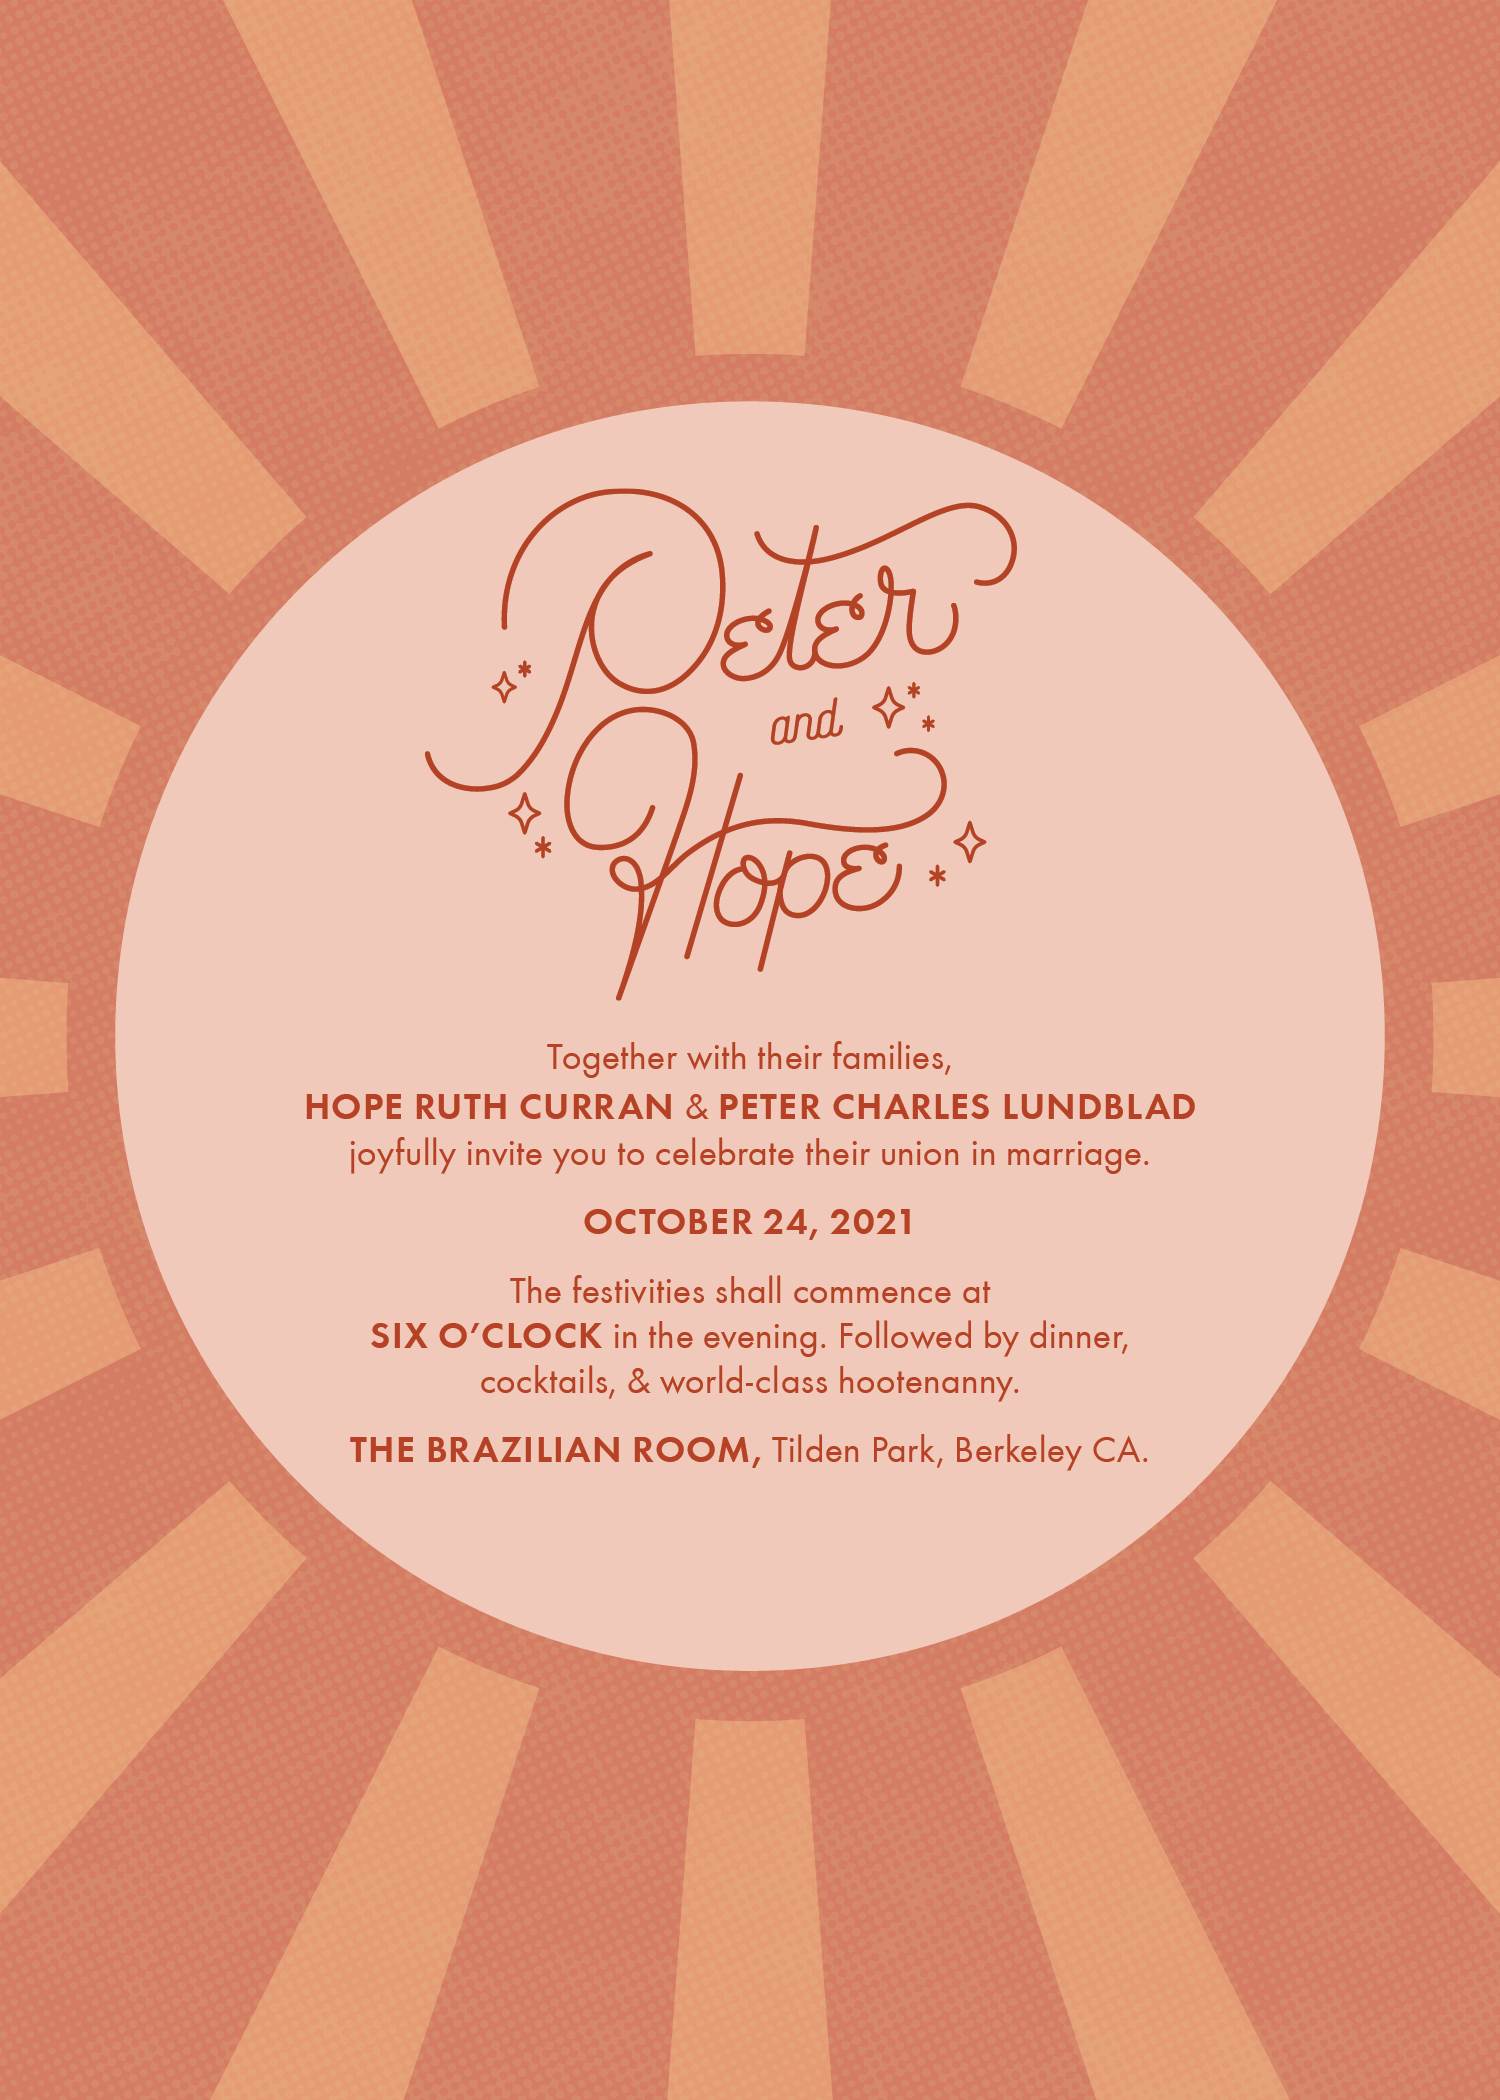 Peter
and
Hope
Together with their families,
HOPE RUTH CURRAN & PETER CHARLES LUNDBLAD
joyfully invite you to celebrate their union in marriage.
OCTOBER 24, 2021
The festivities shall commence at
SIX O’CLOCK in the evening. Followed by dinner,
cocktails, & world-class hootenanny.
THE BRAZILIAN ROOM, Tilden Park, Berkeley CA.